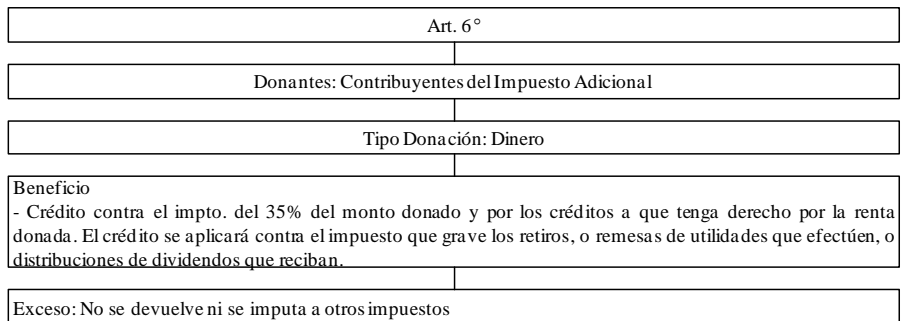 Art. 6°
Donantes: Contribuyentes del Impuesto Adicional
Tipo Donación: Dinero
Beneficio
- Crédito contra el impto. del 35% del monto donado y por los créditos a que tenga derecho por la renta
donada. El crédito se aplicará contra el impuesto que grave los retiros, o remesas de utilidades que efectúen, o
distribuciones de dividendos que reciban.
Exceso: No se devuelve ni se imputa a otros impuestos